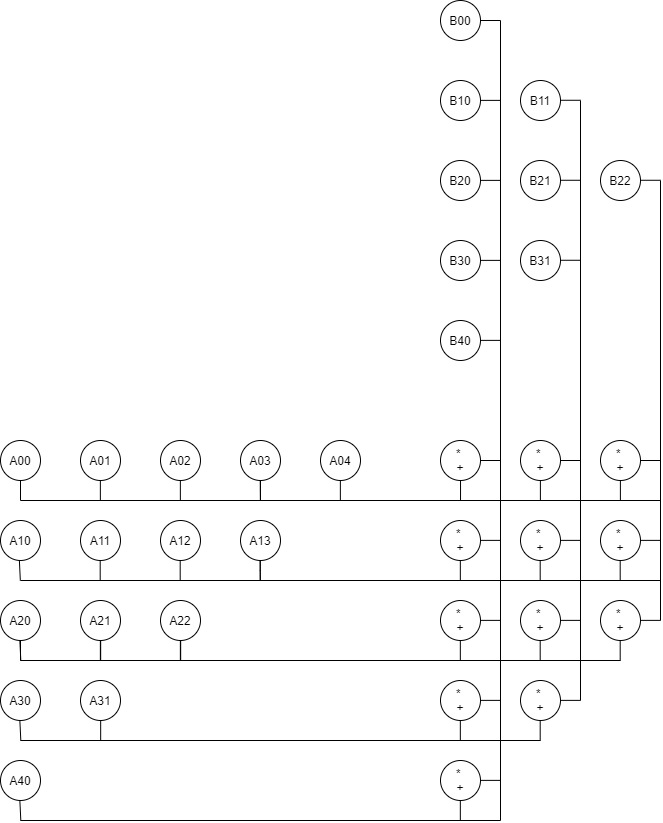 B00
B10 B11
B20 B21 B22
B30 B31
B40
A00 A01 A02 A03 A04 * * *
+ + +
A10 A11 A12 A13 * * *
+ + +
A20 A21 A22 * * *
+ + +
A30 A31 * *
+ +
A40 *
+